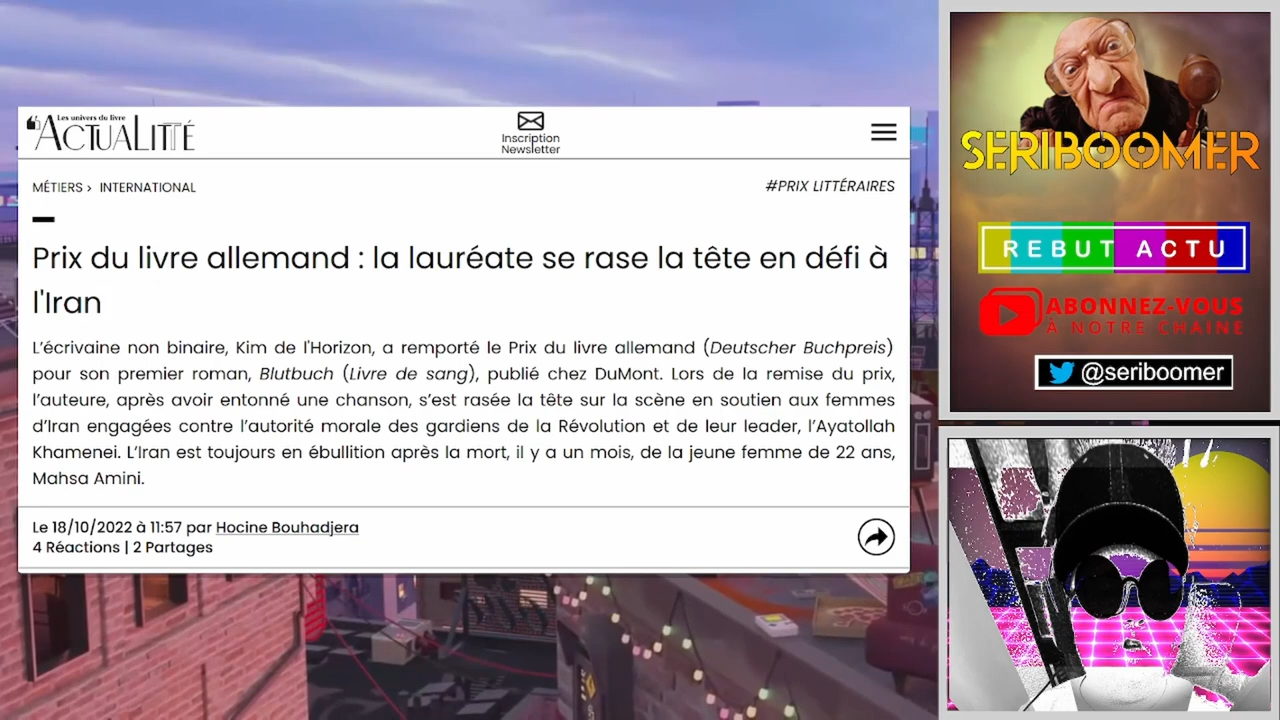 Les univers du livre
ActuaLitté
Inscription
Newsletter
MÉTIERS › INTERNATIONAL
#PRIX LITTÉRAIRES
Prix du livre allemand : la lauréate se rase la tête en défi à
l'Iran
L’écrivaine non binaire, Kim de l'Horizon, a remporté le Prix du livre allemand (Deutscher Buchpreis)
pour son premier roman, Blutbuch (Livre de sang), publié chez DuMont. Lors de la remise du prix,
l’auteure, après avoir entonné une chanson, s’est rasée la tête sur la scène en soutien aux femmes
d’Iran engagées contre l’autorité morale des gardiens de la Révolution et de leur leader, l’Ayatollah
Khamenei. L’Iran est toujours en ébullition après la mort, il y a un mois, de la jeune femme de 22 ans,
Mahsa Amini.
Le 18/10/2022 à 11:57 par Hocine Bouhadjera
4 Réactions | 2 Partages
SERIBOOMER
REBUT ACTU
ABONNEZ-VOUS
À NOTRE CHAINE
@seriboomer